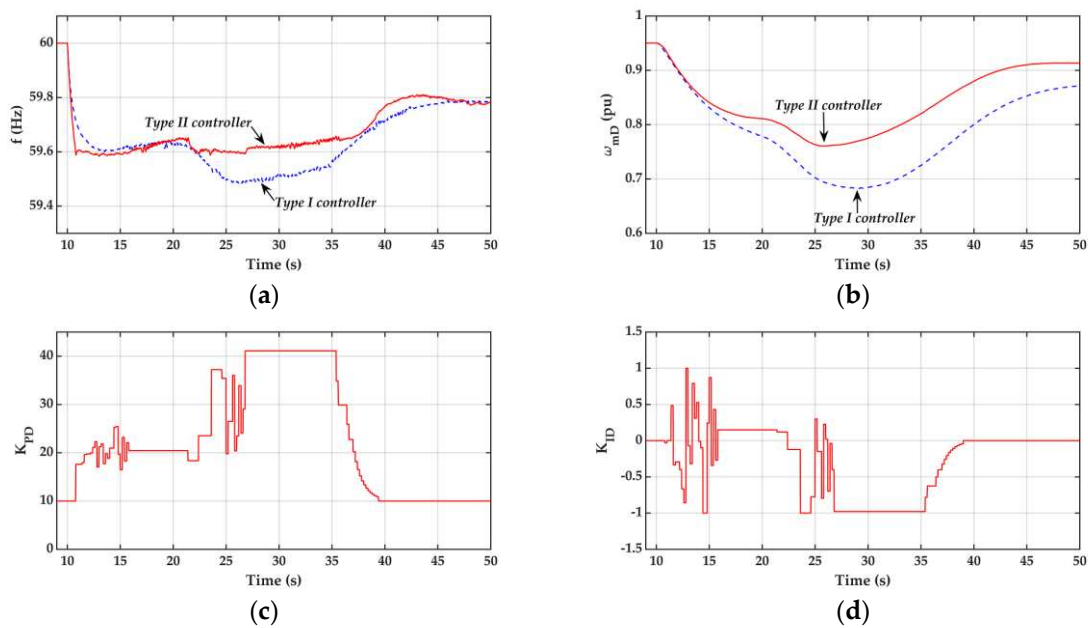 60
59.8
59.6
59.4
f (Hz)
Type II controller
Type I controller
10 15 20 25 30 35 40 45 50
Time (s)
(a)
1
0.9
0.8
0.7
0.6
ωmD (pu)
Type II controller
Type I controller
10 15 20 25 30 35 40 45 50
Time (s)
(b)
40
30
20
10
0
KPD
10 15 20 25 30 35 40 45 50
Time (s)
(c)
1.5
1
0.5
0
-0.5
-1
-1.5
KID
10 15 20 25 30 35 40 45 50
Time (s)
(d)